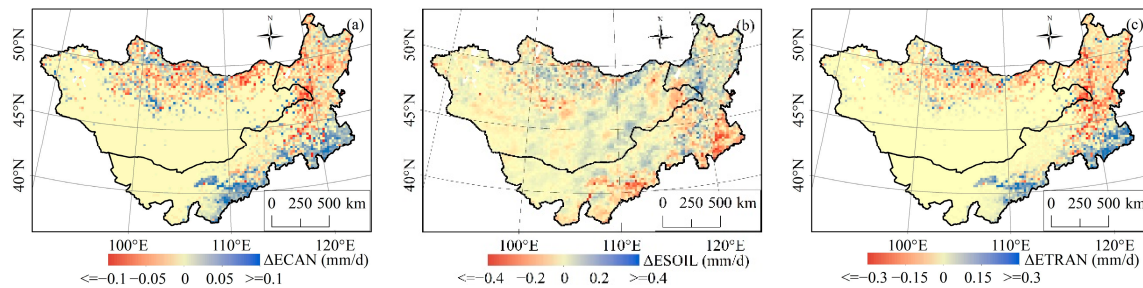 (a)
N
50°N
45°N
40°N
0 250 500 km
100°E 110°E 120°E
ΔECAN (mm/d)
<=−0.1 −0.05 0 0.05 >=0.1
(b)
N
50°N
45°N
40°N
0 250 500 km
100°E 110°E 120°E
ΔESOIL (mm/d)
<=−0.4 −0.2 0 0.2 >=0.4
(c)
N
50°N
45°N
40°N
0 250 500 km
100°E 110°E 120°E
ΔETRAN (mm/d)
<=−0.3 −0.15 0 0.15 >=0.3